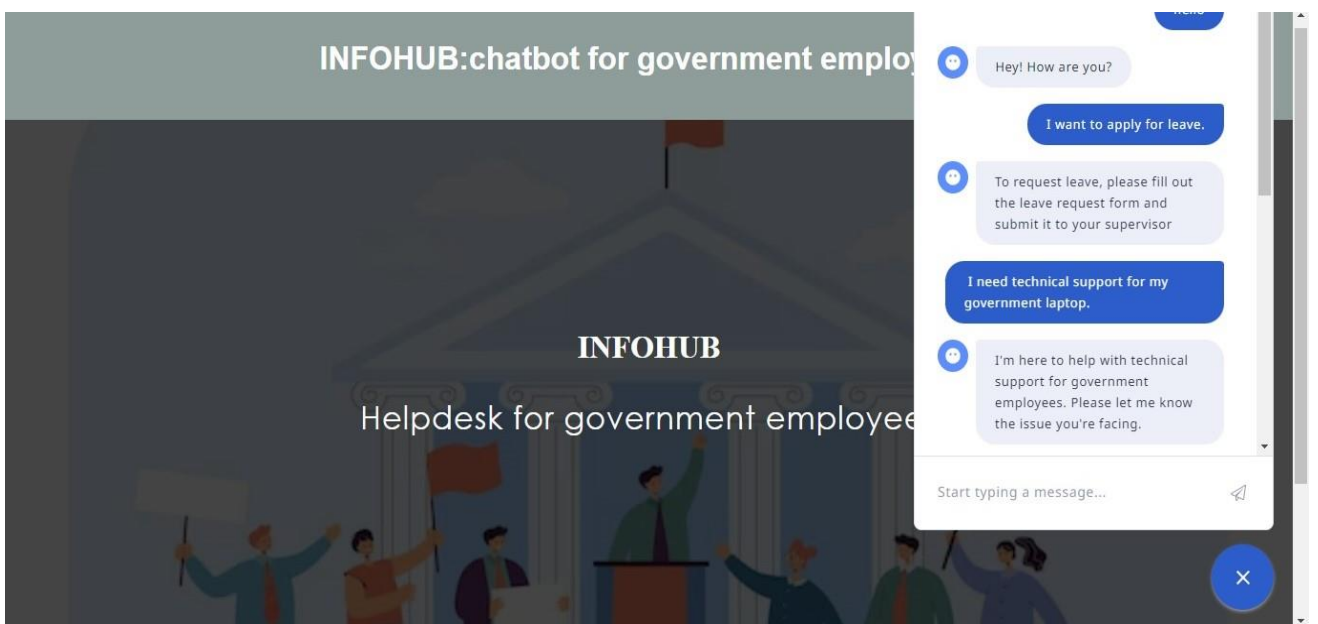 INFOHUB:chatbot for government employ
INFOHUB
Helpdesk for government employee
hello
Hey! How are you?
I want to apply for leave.
To request leave, please fill out
the leave request form and
submit it to your supervisor
I need technical support for my
government laptop.
I'm here to help with technical
support for government
employees. Please let me know
the issue you're facing.
Start typing a message...